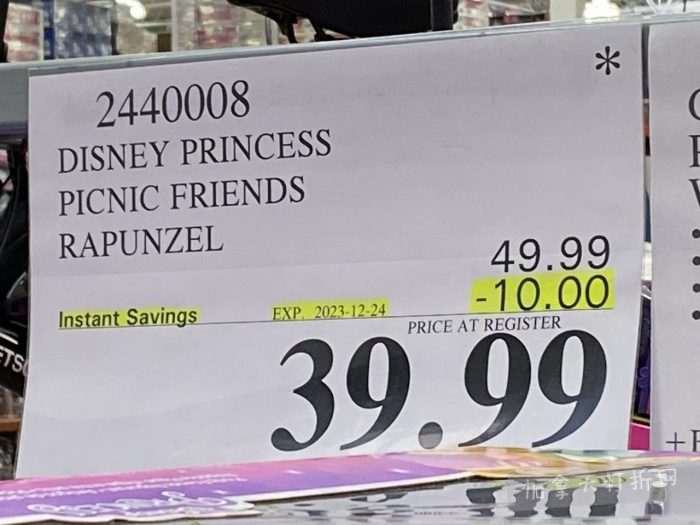 *
2440008
DISNEY PRINCESS
PICNIC FRIENDS
RAPUNZEL
49.99
-10.00
Instant Savings EXP. 2023-12-24
PRICE AT REGISTER
39.99